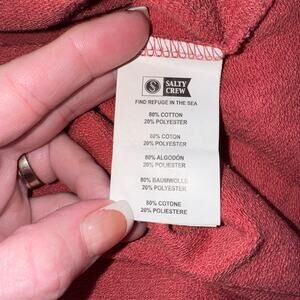 SALTY
CREW
FIND REFUGE IN THE SEA
80% COTTON
20% POLYESTER
80% COTON
20% POLYESTER
80% ALGODÓN
20% POLIESTER
80% BAUMWOLLE
20% POLYESTER
80% COTONE
20% POLIESTERE